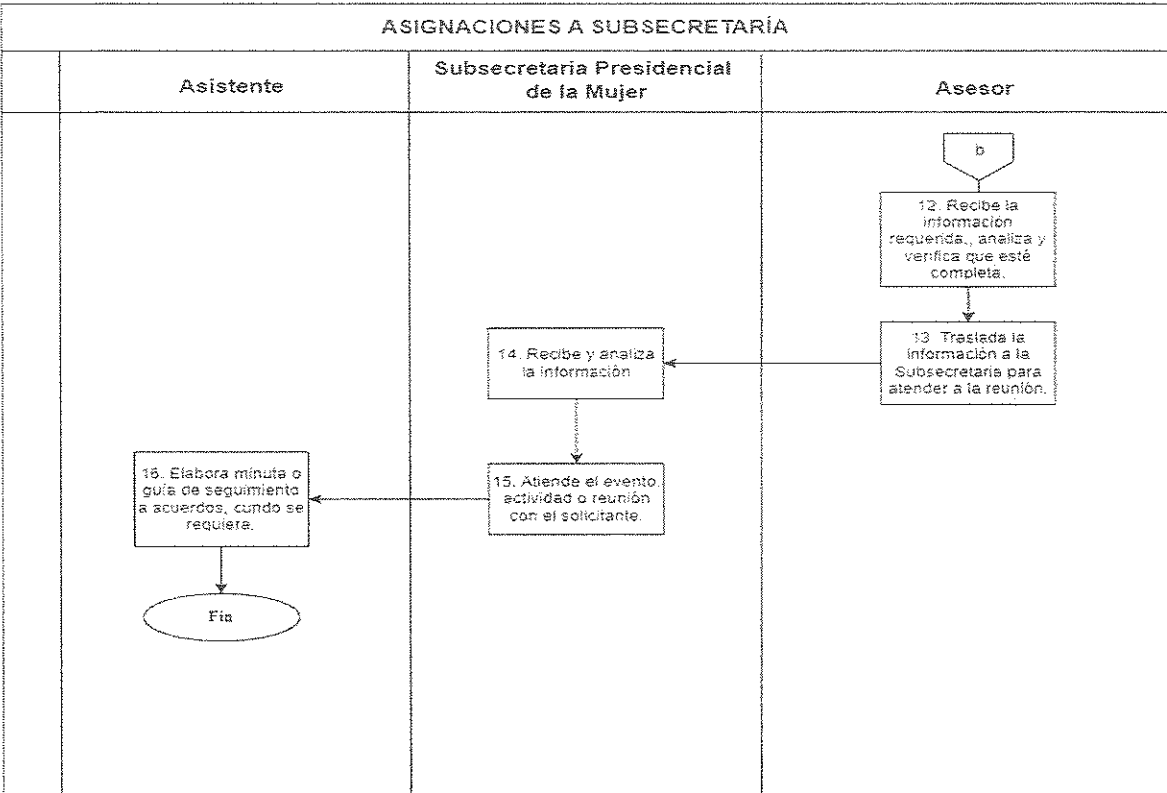 ASIGNACIONES A SUBSECRETARÍA
Asistente
Subsecretaria Presidencial
de la Mujer
Asesor
b
12. Recibe la
información
requerida., analiza y
verifica que esté
completa.
13. Traslada la
información a la
Subsecretaria para
atender a la reunión.
14. Recibe y analiza
la información
15. Atiende el evento,
actividad o reunión
con el solicitante.
16. Elabora minuta o
guía de seguimiento
a acuerdos, cundo se
requiera.
Fin